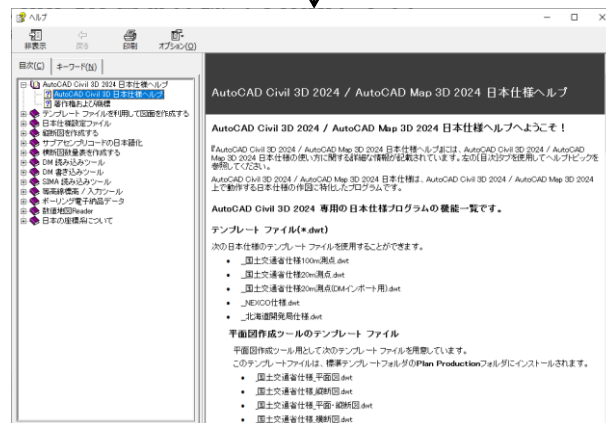 ヘルプ
非表示 戻る 印刷 オプション(O)
目次(C) キーワード(N)
AutoCAD Civil 3D 2024 日本仕様ヘルプ
AutoCAD Civil 3D 2024 日本仕様ヘルプ
著作権および商標
テンプレート ファイルを利用して図面を作成する
日本仕様設定ファイル
縦断図を作成する
サブアセンブリコードの日本語化
横断図数量表を作成する
DM 読み込みツール
DM 書き込みツール
SIMA 読み込みツール
等高線標高 / 入力ツール
ボーリング電子納品データ
数値地図Reader
日本の座標系について
AutoCAD Civil 3D 2024 / AutoCAD Map 3D 2024 日本仕様ヘルプ
AutoCAD Civil 3D 2024 / AutoCAD Map 3D 2024 日本仕様ヘルプへようこそ！
『AutoCAD Civil 3D 2024 / AutoCAD Map 3D 2024 日本仕様ヘルプ』には、AutoCAD Civil 3D 2024 / AutoCAD
Map 3D 2024 日本仕様の使い方に関する詳細な情報が記載されています。左の[目次]タブを使用してヘルプトピックを
参照してください。
AutoCAD Civil 3D 2024 / AutoCAD Map 3D 2024 日本仕様は、AutoCAD Civil 3D 2024 / AutoCAD Map 3D 2024
上で動作する日本仕様の作図に特化したプログラムです。
AutoCAD Civil 3D 2024 専用の日本仕様プログラムの機能一覧です。
テンプレート ファイル(*.dwt)
次の日本仕様のテンプレート ファイルを使用することができます。
• _国土交通省仕様100m測点.dwt
• _国土交通省仕様20m測点.dwt
• _国土交通省仕様20m測点(DMインポート用).dwt
• _NEXCO仕様.dwt
• _北海道開発局仕様.dwt
平面図作成ツールのテンプレート ファイル
平面図作成ツール用として次のテンプレート ファイルを用意しています。
このテンプレートファイルは、標準テンプレートフォルダのPlan Productionフォルダにインストールされます。
• _国土交通省仕様_平面図.dwt
• _国土交通省仕様_縦断図.dwt
• _国土交通省仕様_平面-縦断図.dwt
• _国土交通省仕様_横断図.dwt